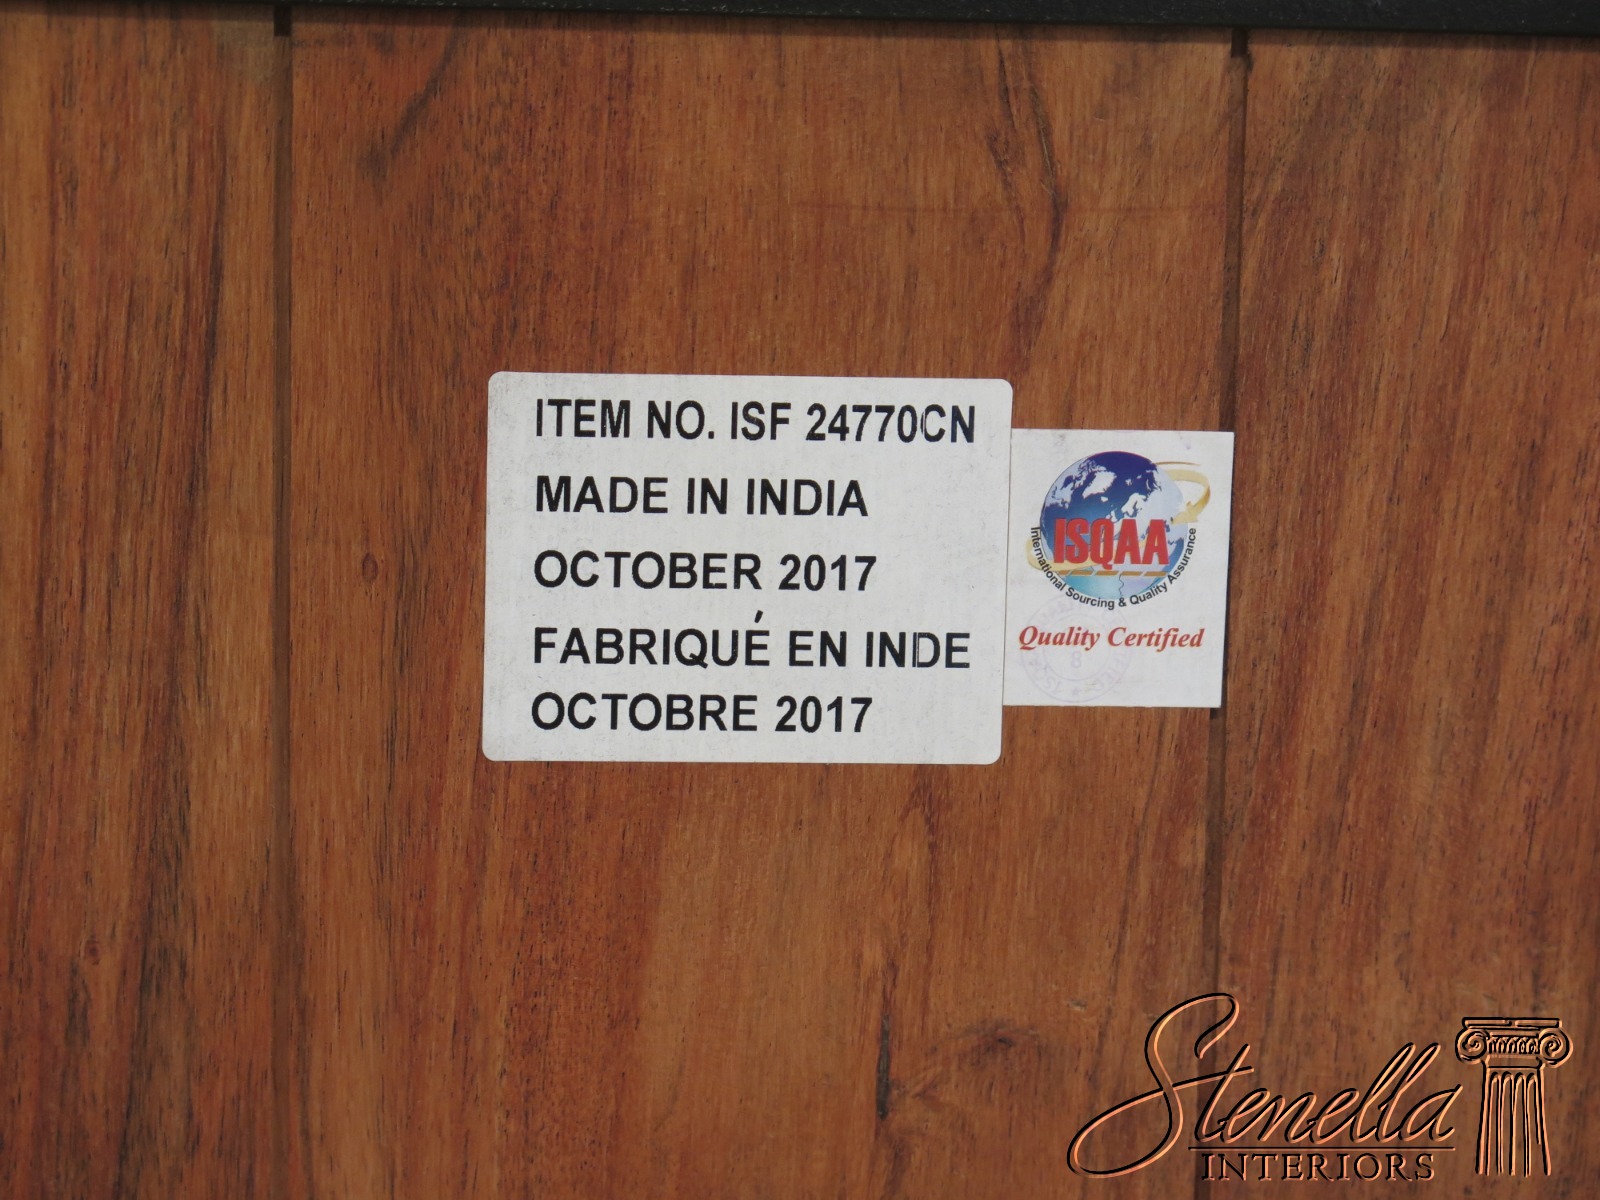 ITEM NO. ISF 24770CN
MADE IN INDIA
OCTOBER 2017
FABRIQUÉ EN INDE
OCTOBRE 2017
ISQAA
International Sourcing & Quality Assurance
Quality Certified
8
Stenella
INTERIORS